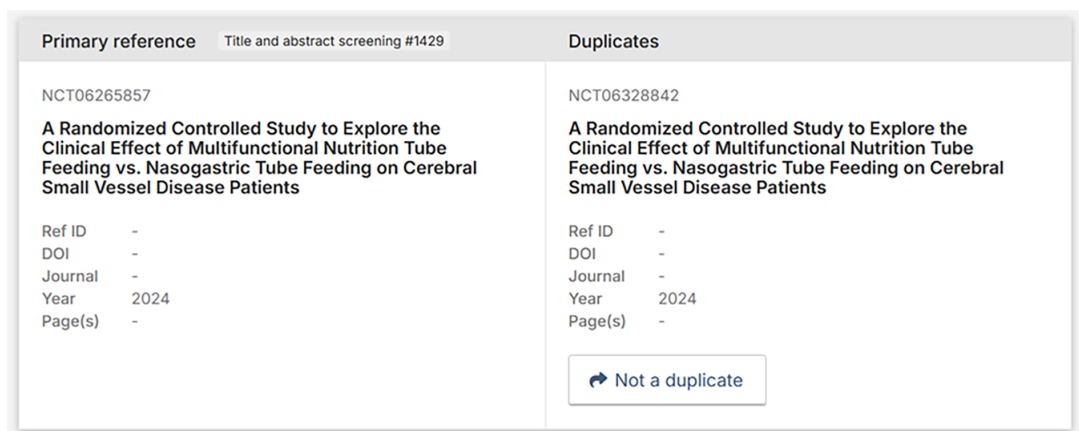 Primary reference Title and abstract screening #1429
NCT06265857
A Randomized Controlled Study to Explore the
Clinical Effect of Multifunctional Nutrition Tube
Feeding vs. Nasogastric Tube Feeding on Cerebral
Small Vessel Disease Patients
Ref ID -
DOI -
Journal -
Year 2024
Page(s) -
Duplicates
NCT06328842
A Randomized Controlled Study to Explore the
Clinical Effect of Multifunctional Nutrition Tube
Feeding vs. Nasogastric Tube Feeding on Cerebral
Small Vessel Disease Patients
Ref ID -
DOI -
Journal -
Year 2024
Page(s) -
Not a duplicate